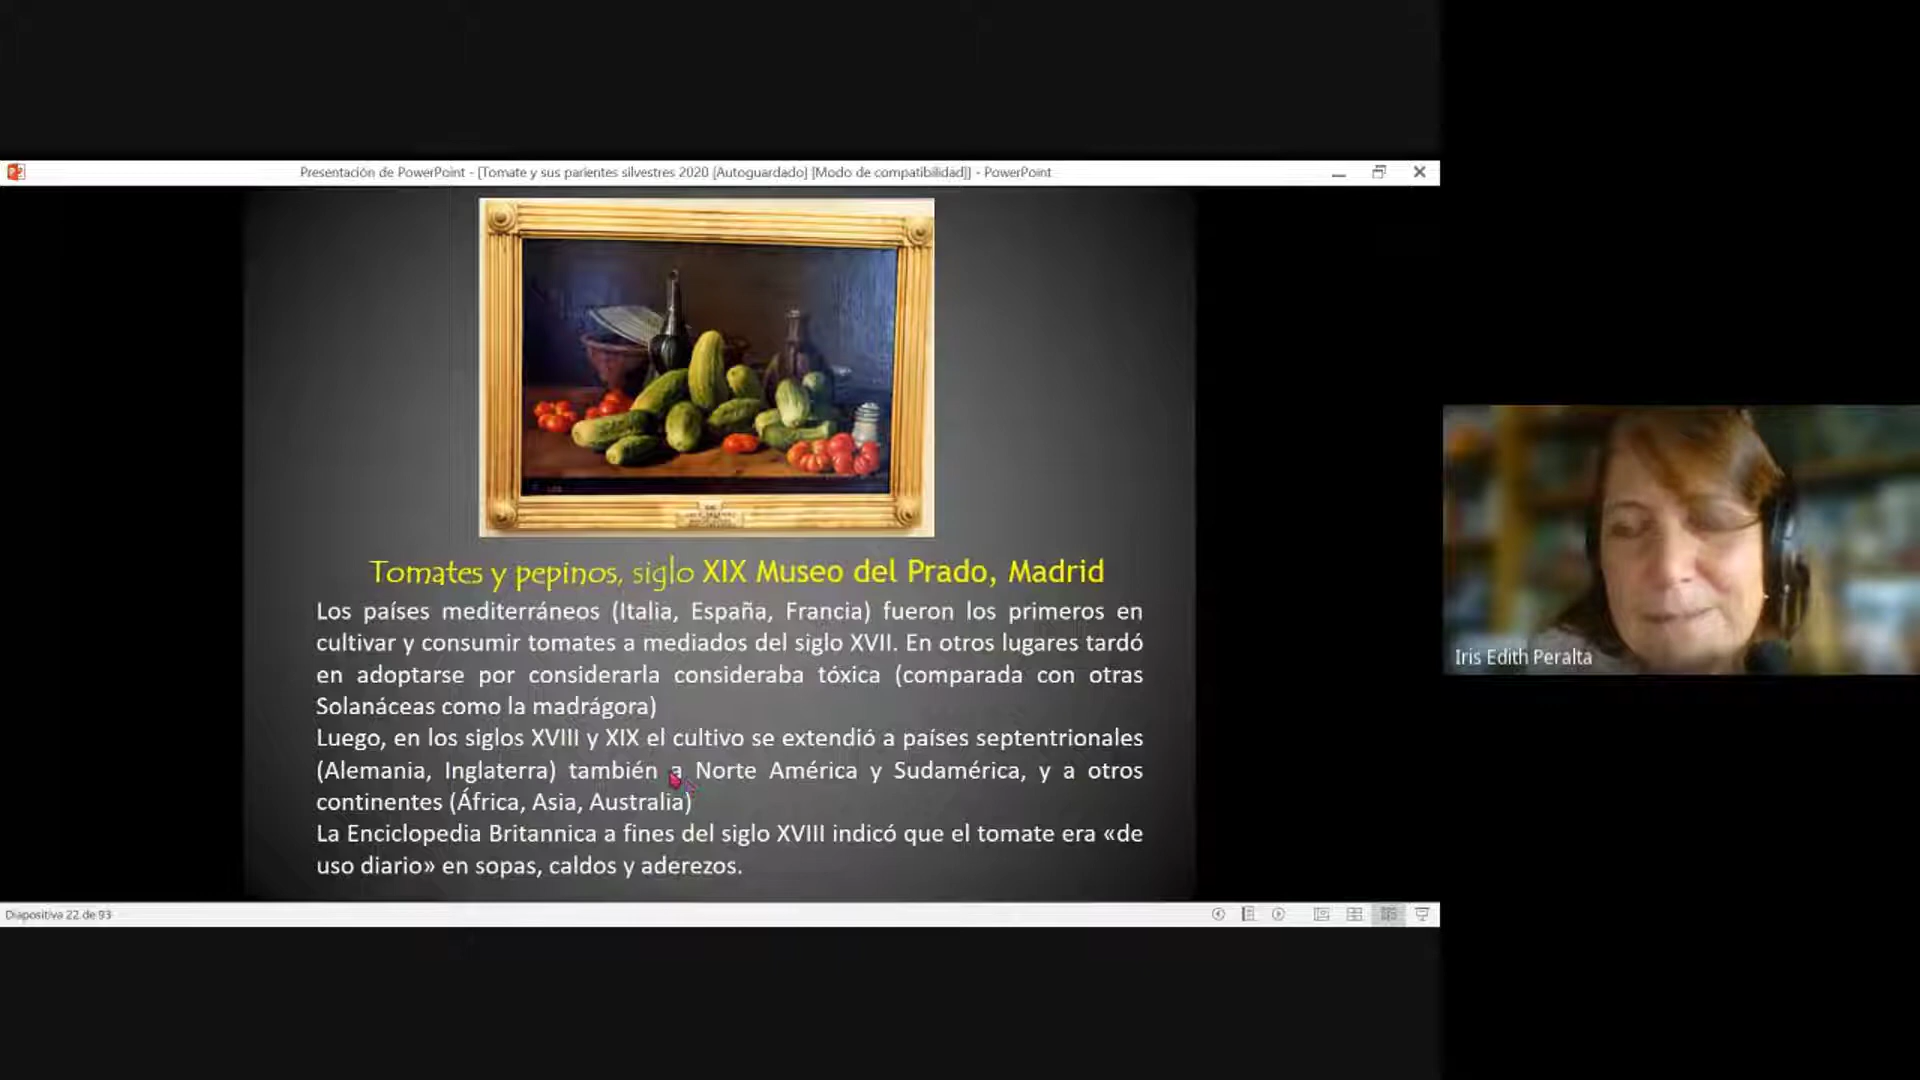 Presentación de PowerPoint - [Tomate y sus parientes silvestres 2020 [Autoguardado] [Modo de compatibilidad]] - PowerPoint
Tomates y pepinos, siglo XIX Museo del Prado, Madrid
Los países mediterráneos (Italia, España, Francia) fueron los primeros en
cultivar y consumir tomates a mediados del siglo XVII. En otros lugares tardó
en adoptarse por considerarla consideraba tóxica (comparada con otras
Solanáceas como la madrágora)
Luego, en los siglos XVIII y XIX el cultivo se extendió a países septentrionales
(Alemania, Inglaterra) también a Norte América y Sudamérica, y a otros
continentes (África, Asia, Australia)
La Enciclopedia Britannica a fines del siglo XVIII indicó que el tomate era «de
uso diario» en sopas, caldos y aderezos.
Iris Edith Peralta
Diapositiva 22 de 93